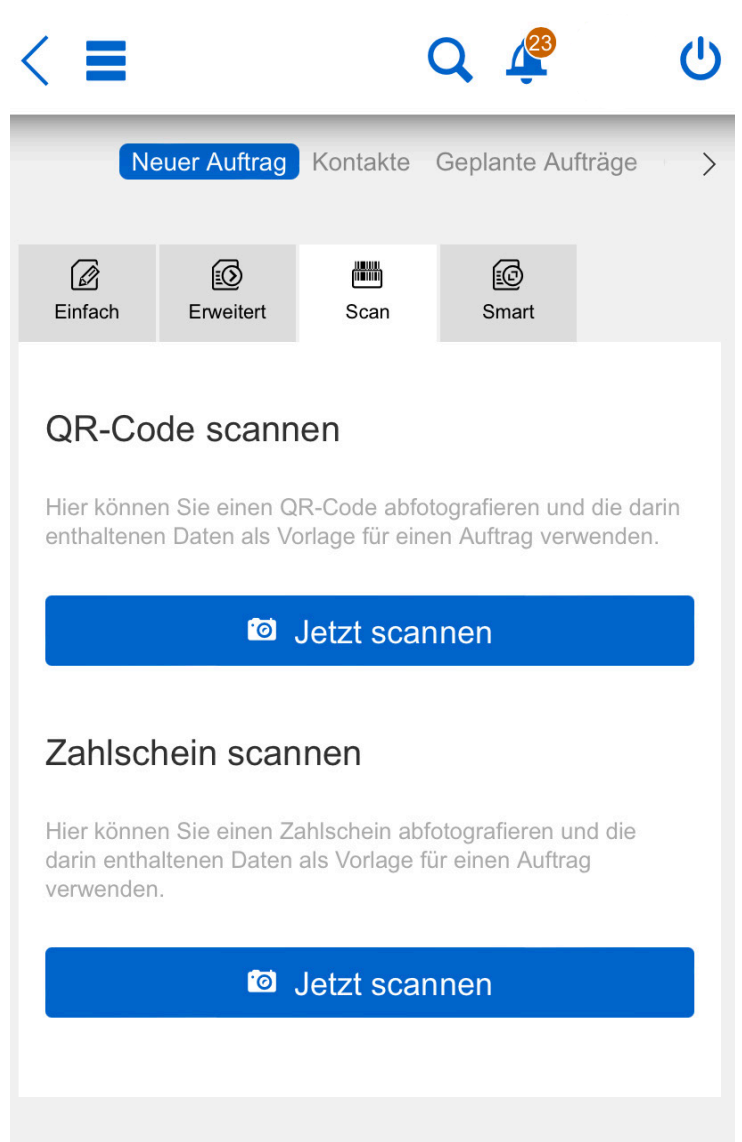 23
Neuer Auftrag Kontakte Geplante Aufträge
Einfach Erweitert Scan Smart
QR-Code scannen
Hier können Sie einen QR-Code abfotografieren und die darin
enthaltenen Daten als Vorlage für einen Auftrag verwenden.
Jetzt scannen
Zahlschein scannen
Hier können Sie einen Zahlschein abfotografieren und die
darin enthaltenen Daten als Vorlage für einen Auftrag
verwenden.
Jetzt scannen